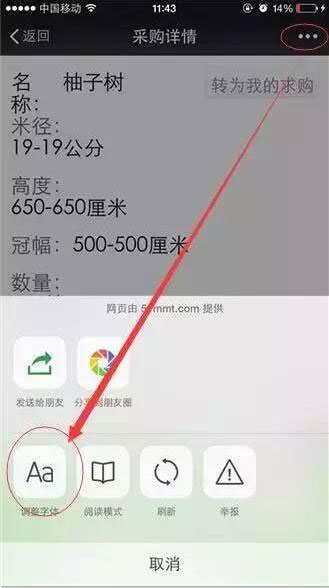 中国移动 11:43
返回 采购详情
名 柚子树 转为我的求购
称:
米径:
19-19公分
高度:
650-650厘米
冠幅: 500-500厘米
数量:
网页由 5 mmt.com 提供
发送给朋友 分享到朋友圈
Aa
调整字体 阅读模式 刷新 举报
取消